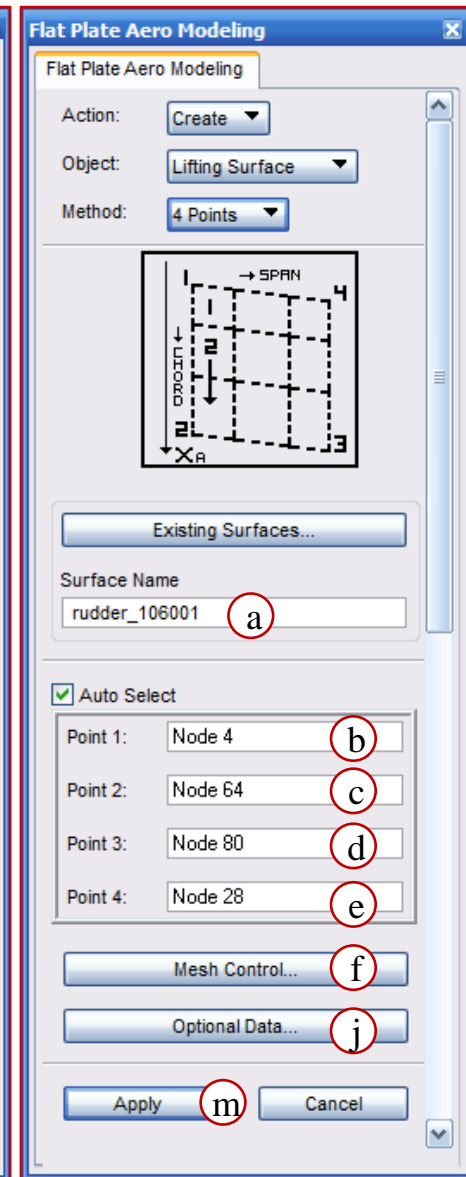 Flat Plate Aero Modeling
Flat Plate Aero Modeling
Action: Create
Object: Lifting Surface
Method: 4 Points
1 → SPAN 4
1
↓ CHORD 2
2 3
XA
Existing Surfaces...
Surface Name
rudder_106001 a
Auto Select
Point 1: Node 4 b
Point 2: Node 64 c
Point 3: Node 80 d
Point 4: Node 28 e
Mesh Control... f
Optional Data... j
Apply m Cancel